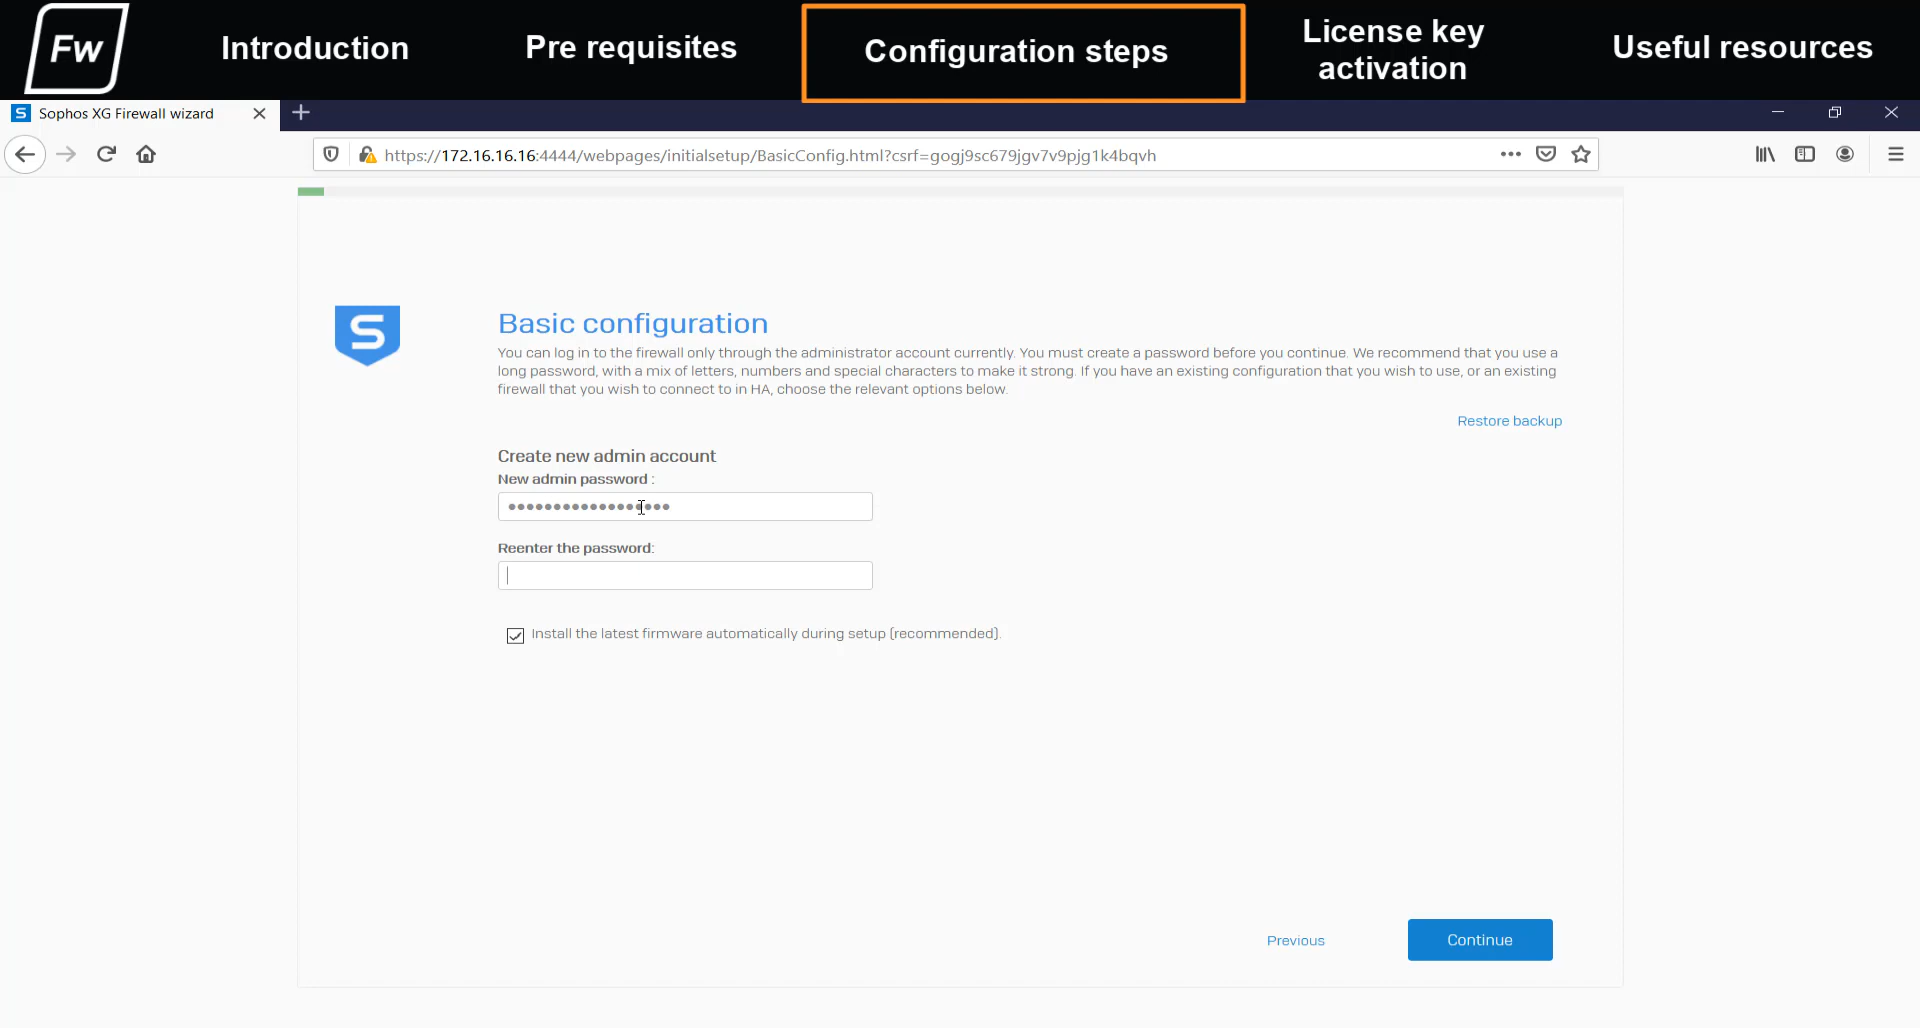 Fw
Introduction
Pre requisites
Configuration steps
License key
activation
Useful resources
S
Sophos XG Firewall wizard
https://172.16.16.16:4444/webpages/initialsetup/BasicConfig.html?csrf=gogj9sc679jgv7v9pjg1k4bqvh
S
Basic configuration
You can log in to the firewall only through the administrator account currently. You must create a password before you continue. We recommend that you use a
long password, with a mix of letters, numbers and special characters to make it strong. If you have an existing configuration that you wish to use, or an existing
firewall that you wish to connect to in HA, choose the relevant options below.
Restore backup
Create new admin account
New admin password :
••••••••••••••••••
Reenter the password:
Install the latest firmware automatically during setup (recommended).
Previous
Continue